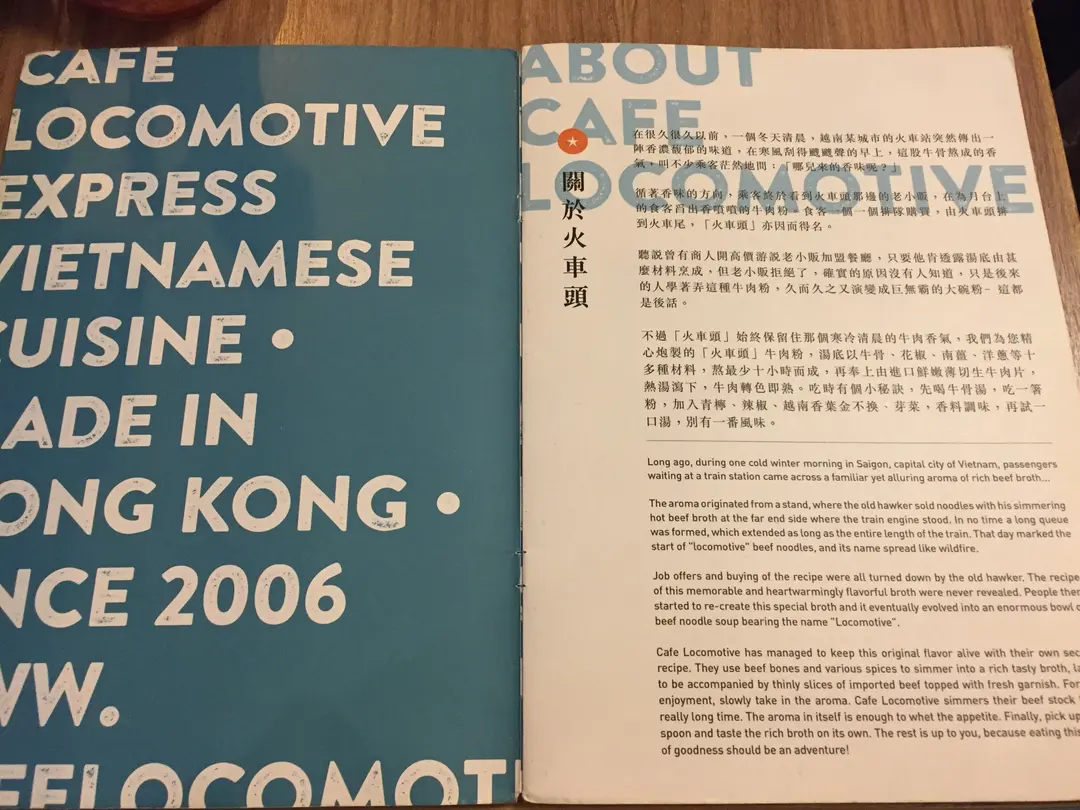 CAFE
LOCOMOTIVE
EXPRESS
VIETNAMESE
CUISINE •
ADE IN
ONG KONG •
NCE 2006
WW.
FELOCOMOTI
ABOUT
CAFE
LOCOMOTIVE
關於火車頭
在很久很久以前，一個冬天清晨，越南某城市的火車站突然傳出一
陣香濃馥郁的味道，在寒風刮得颼颼聲的早上，這股牛骨熬成的香
氣，叫不少乘客茫然地問：「哪兒來的香味呢？」
循著香味的方向，乘客終於看到火車頭那邊的老小販，在為月台上
的食客舀出香噴噴的牛肉粉。食客一個一個排隊購買，由火車頭排
到火車尾，「火車頭」亦因而得名。
聽說曾有商人開高價游説老小販加盟餐廳，只要他肯透露湯底由甚
麼材料烹成，但老小販拒絕了，確實的原因沒有人知道，只是後來
的人學著弄這種牛肉粉，久而久之又演變成巨無霸的大碗粉– 這都
是後話。
不過「火車頭」始終保留住那個寒冷清晨的牛肉香氣，我們為您精
心炮製的「火車頭」牛肉粉，湯底以牛骨、花椒、南薑、洋蔥等十
多種材料，熬最少十小時而成，再奉上由進口鮮嫩薄切生牛肉片，
熱湯瀉下，牛肉轉色即熟。吃時有個小秘訣，先喝牛骨湯，吃一箸
粉，加入青檸、辣椒、越南香葉金不換、芽菜，香料調味，再試一
口湯，別有一番風味。
Long ago, during one cold winter morning in Saigon, capital city of Vietnam, passengers
waiting at a train station came across a familiar yet alluring aroma of rich beef broth...
The aroma originated from a stand, where the old hawker sold noodles with his simmering
hot beef broth at the far end side where the train engine stood. In no time a long queue
was formed, which extended as long as the entire length of the train. That day marked the
start of "locomotive" beef noodles, and its name spread like wildfire.
Job offers and buying of the recipe were all turned down by the old hawker. The recipe
of this memorable and heartwarmingly flavorful broth were never revealed. People then
started to re-create this special broth and it eventually evolved into an enormous bowl o
beef noodle soup bearing the name "Locomotive".
Cafe Locomotive has managed to keep this original flavor alive with their own sec
recipe. They use beef bones and various spices to simmer into a rich tasty broth, la
to be accompanied by thinly slices of imported beef topped with fresh garnish. For
enjoyment, slowly take in the aroma. Cafe Locomotive simmers their beef stock
really long time. The aroma in itself is enough to whet the appetite. Finally, pick up
spoon and taste the rich broth on its own. The rest is up to you, because eating this
of goodness should be an adventure!